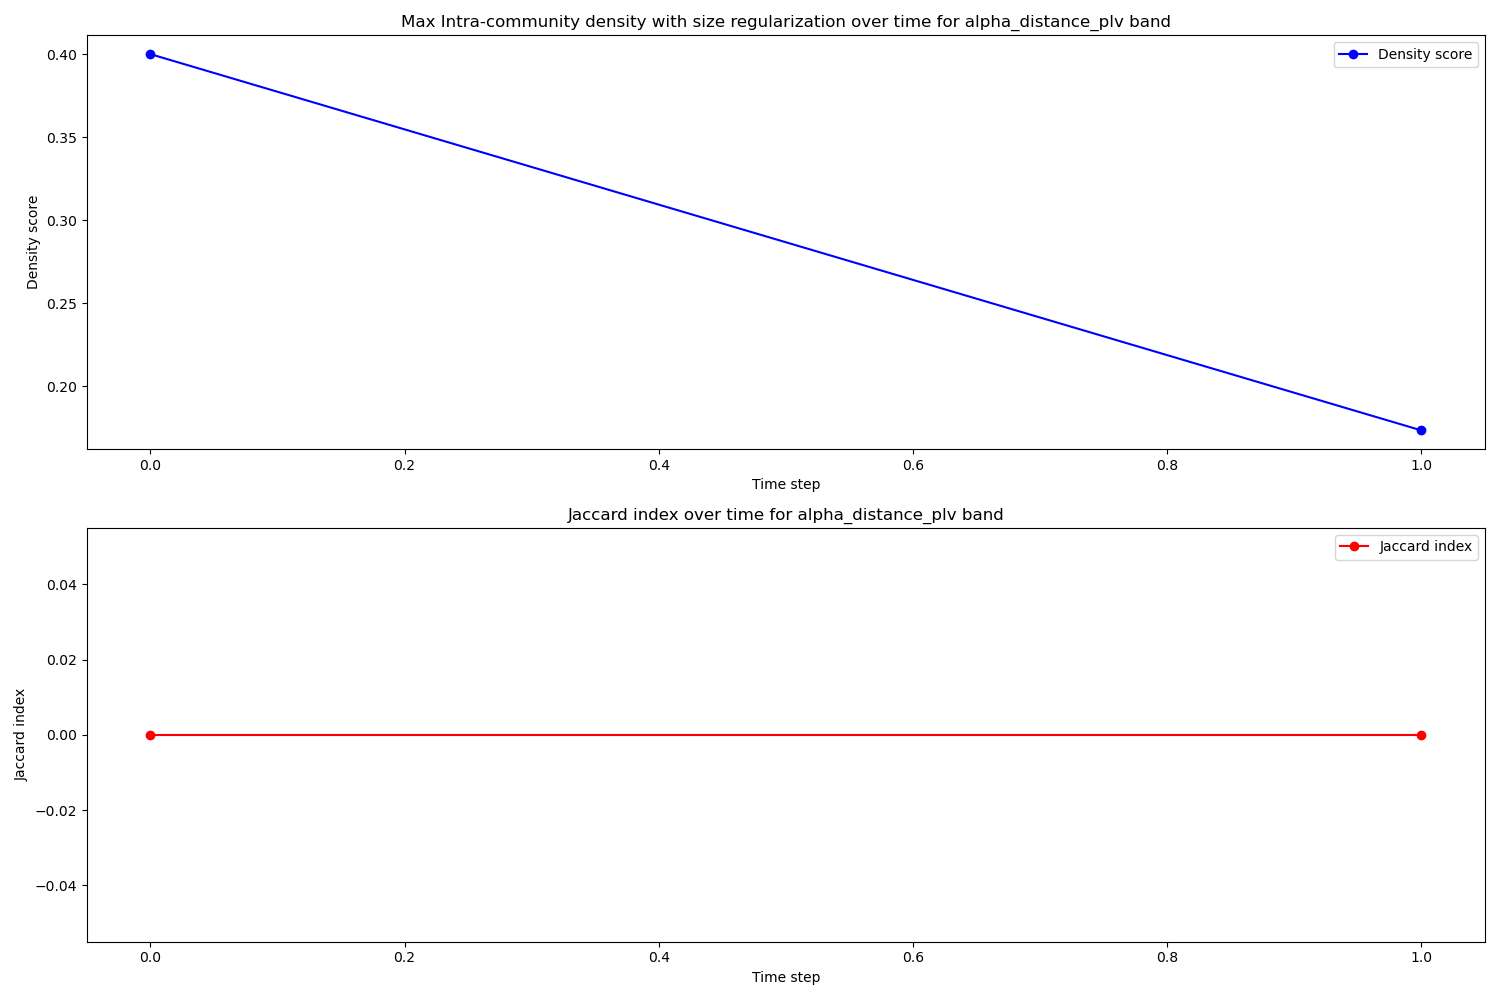 Max Intra-community density with size regularization over time for alpha_distance_plv band
Density score
0.40
0.35
0.30
0.25
0.20
Density score
0.0 0.2 0.4 0.6 0.8 1.0
Time step
Jaccard index over time for alpha_distance_plv band
Jaccard index
0.04
0.02
0.00
−0.02
−0.04
Jaccard index
0.0 0.2 0.4 0.6 0.8 1.0
Time step